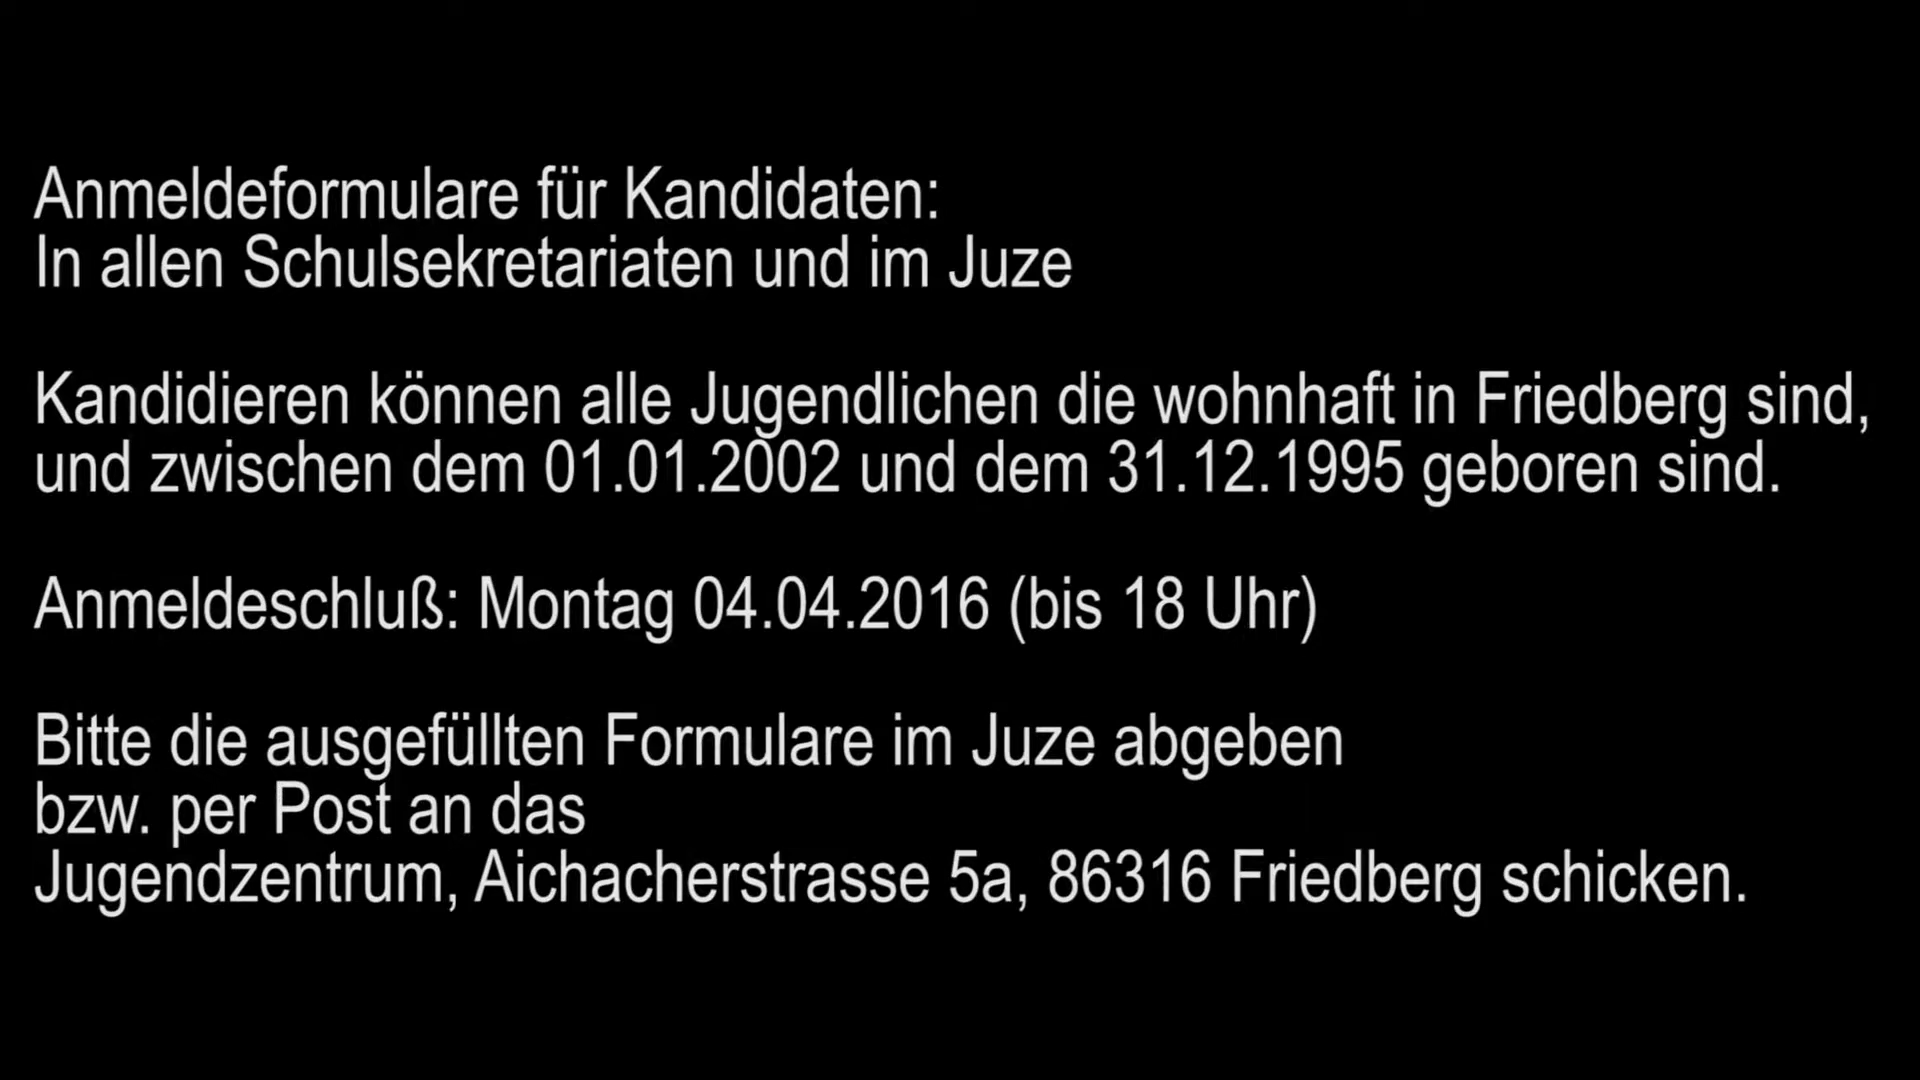 Anmeldeformulare für Kandidaten:
In allen Schulsekretariaten und im Juze
Kandidieren können alle Jugendlichen die wohnhaft in Friedberg sind,
und zwischen dem 01.01.2002 und dem 31.12.1995 geboren sind.
Anmeldeschluß: Montag 04.04.2016 (bis 18 Uhr)
Bitte die ausgefüllten Formulare im Juze abgeben
bzw. per Post an das
Jugendzentrum, Aichacherstrasse 5a, 86316 Friedberg schicken.